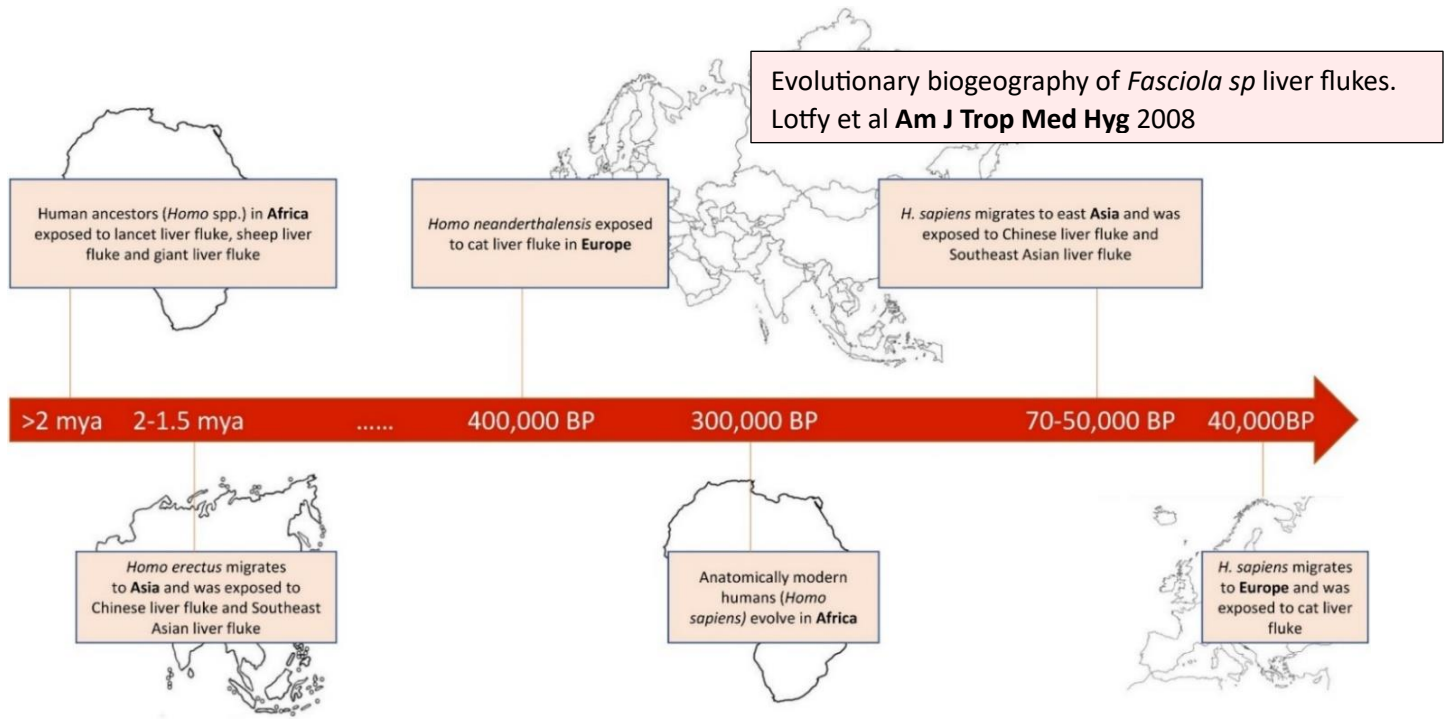 Evolutionary biogeography of Fasciola sp liver flukes.
Lotfy et al Am J Trop Med Hyg 2008
Human ancestors (Homo spp.) in Africa
exposed to lancet liver fluke, sheep liver
fluke and giant liver fluke
Homo neanderthalensis exposed
to cat liver fluke in Europe
H. sapiens migrates to east Asia and was
exposed to Chinese liver fluke and
Southeast Asian liver fluke
>2 mya 2-1.5 mya ...... 400,000 BP 300,000 BP 70-50,000 BP 40,000BP
Homo erectus migrates
to Asia and was exposed to
Chinese liver fluke and Southeast
Asian liver fluke
Anatomically modern
humans (Homo
sapiens) evolve in Africa
H. sapiens migrates
to Europe and was
exposed to cat liver
fluke